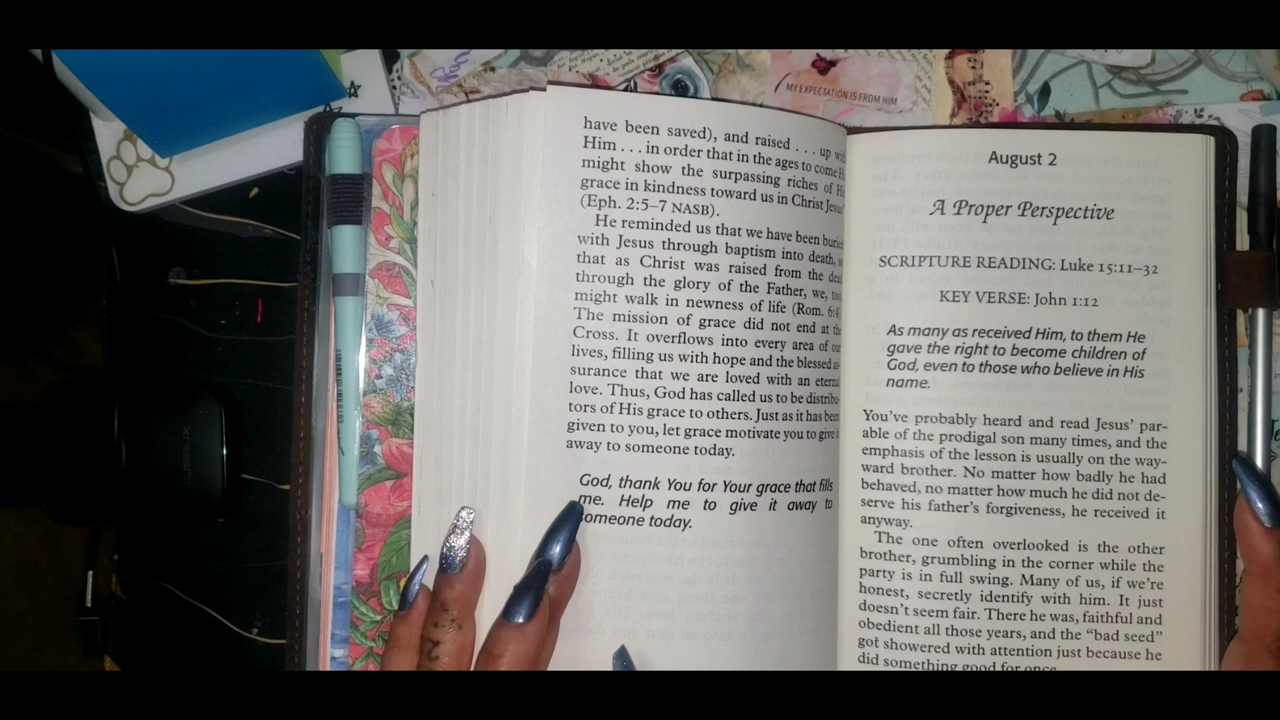 MY EXPECTATION IS FROM HIM
have been saved), and raised . . . up
Him . . . in order that in the ages to come
might show the surpassing riches of
grace in kindness toward us in Christ Jesus
(Eph. 2:5–7 NASB).
He reminded us that we have been
with Jesus through baptism into death,
that as Christ was raised from the
through the glory of the Father, we,
might walk in newness of life (Rom. 6:4
The mission of grace did not end at the
Cross. It overflows into every area of
lives, filling us with hope and the blessed as-
surance that we are loved with an eternal
love. Thus, God has called us to be distribu-
tors of His grace to others. Just as it has been
given to you, let grace motivate you to give it
away to someone today.
God, thank You for Your grace that fills
me. Help me to give it away to
someone today.
August 2
A Proper Perspective
SCRIPTURE READING: Luke 15:11–32
KEY VERSE: John 1:12
As many as received Him, to them He
gave the right to become children of
God, even to those who believe in His
name.
You've probably heard and read Jesus' par-
able of the prodigal son many times, and the
emphasis of the lesson is usually on the way-
ward brother. No matter how badly he had
behaved, no matter how much he did not de-
serve his father's forgiveness, he received it
anyway.
The one often overlooked is the other
brother, grumbling in the corner while the
party is in full swing. Many of us, if we're
honest, secretly identify with him. It just
doesn't seem fair. There he was, faithful and
obedient all those years, and the "bad seed"
got showered with attention just because he
did something good for once